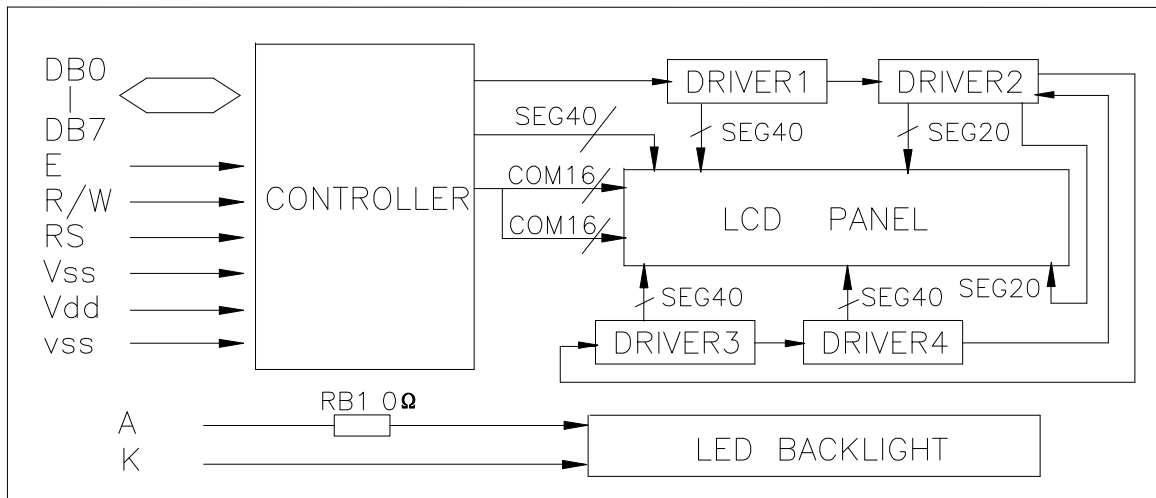 DB0
|
DB7
E
R/W
RS
Vss
Vdd
vss
CONTROLLER
DRIVER1
DRIVER2
SEG40
SEG40
SEG20
COM16
COM16
LCD PANEL
SEG40
SEG40
SEG20
DRIVER3
DRIVER4
RB1 0Ω
A
K
LED BACKLIGHT